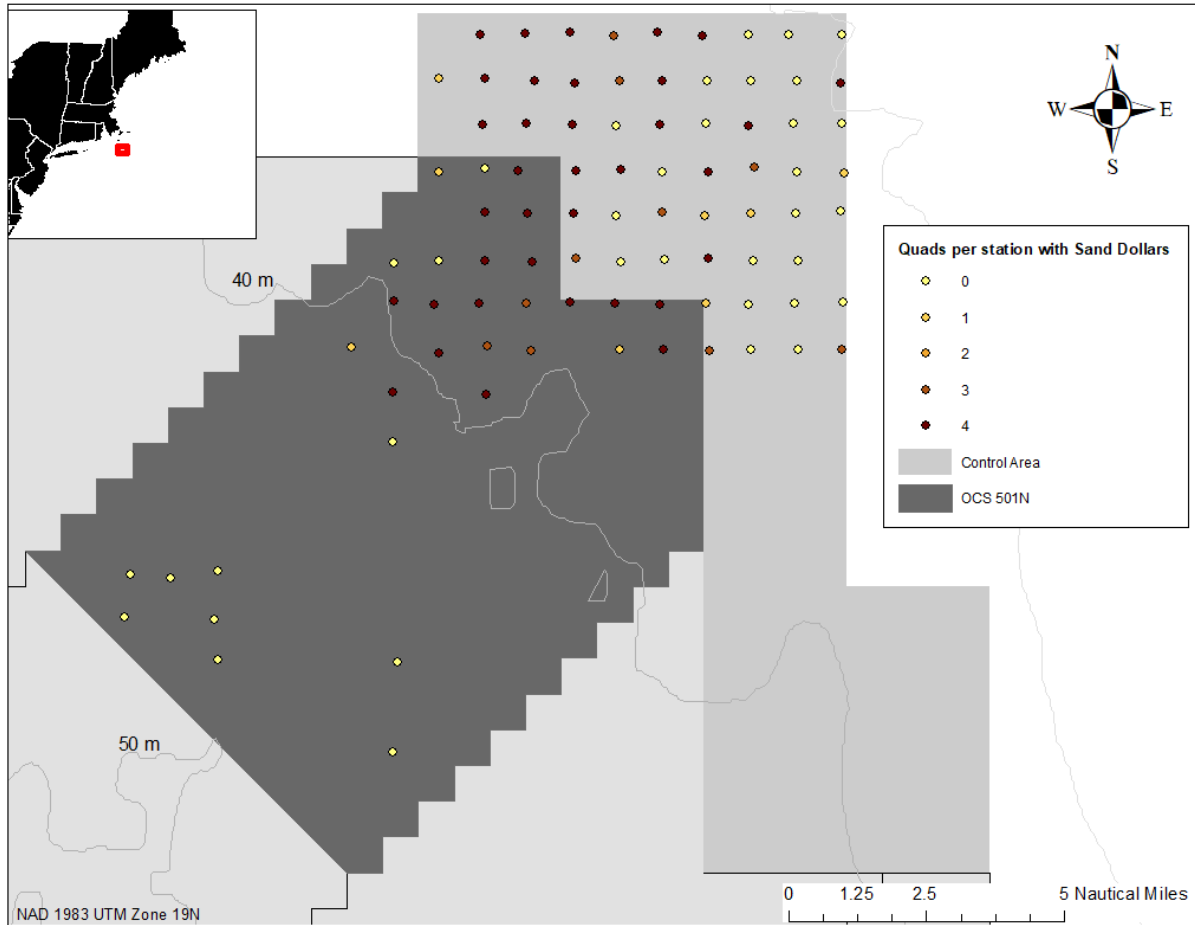 N
W
E
S
Quads per station with Sand Dollars
0
1
2
3
4
Control Area
OCS 501N
40 m
50 m
0 1.25 2.5 5 Nautical Miles
NAD 1983 UTM Zone 19N